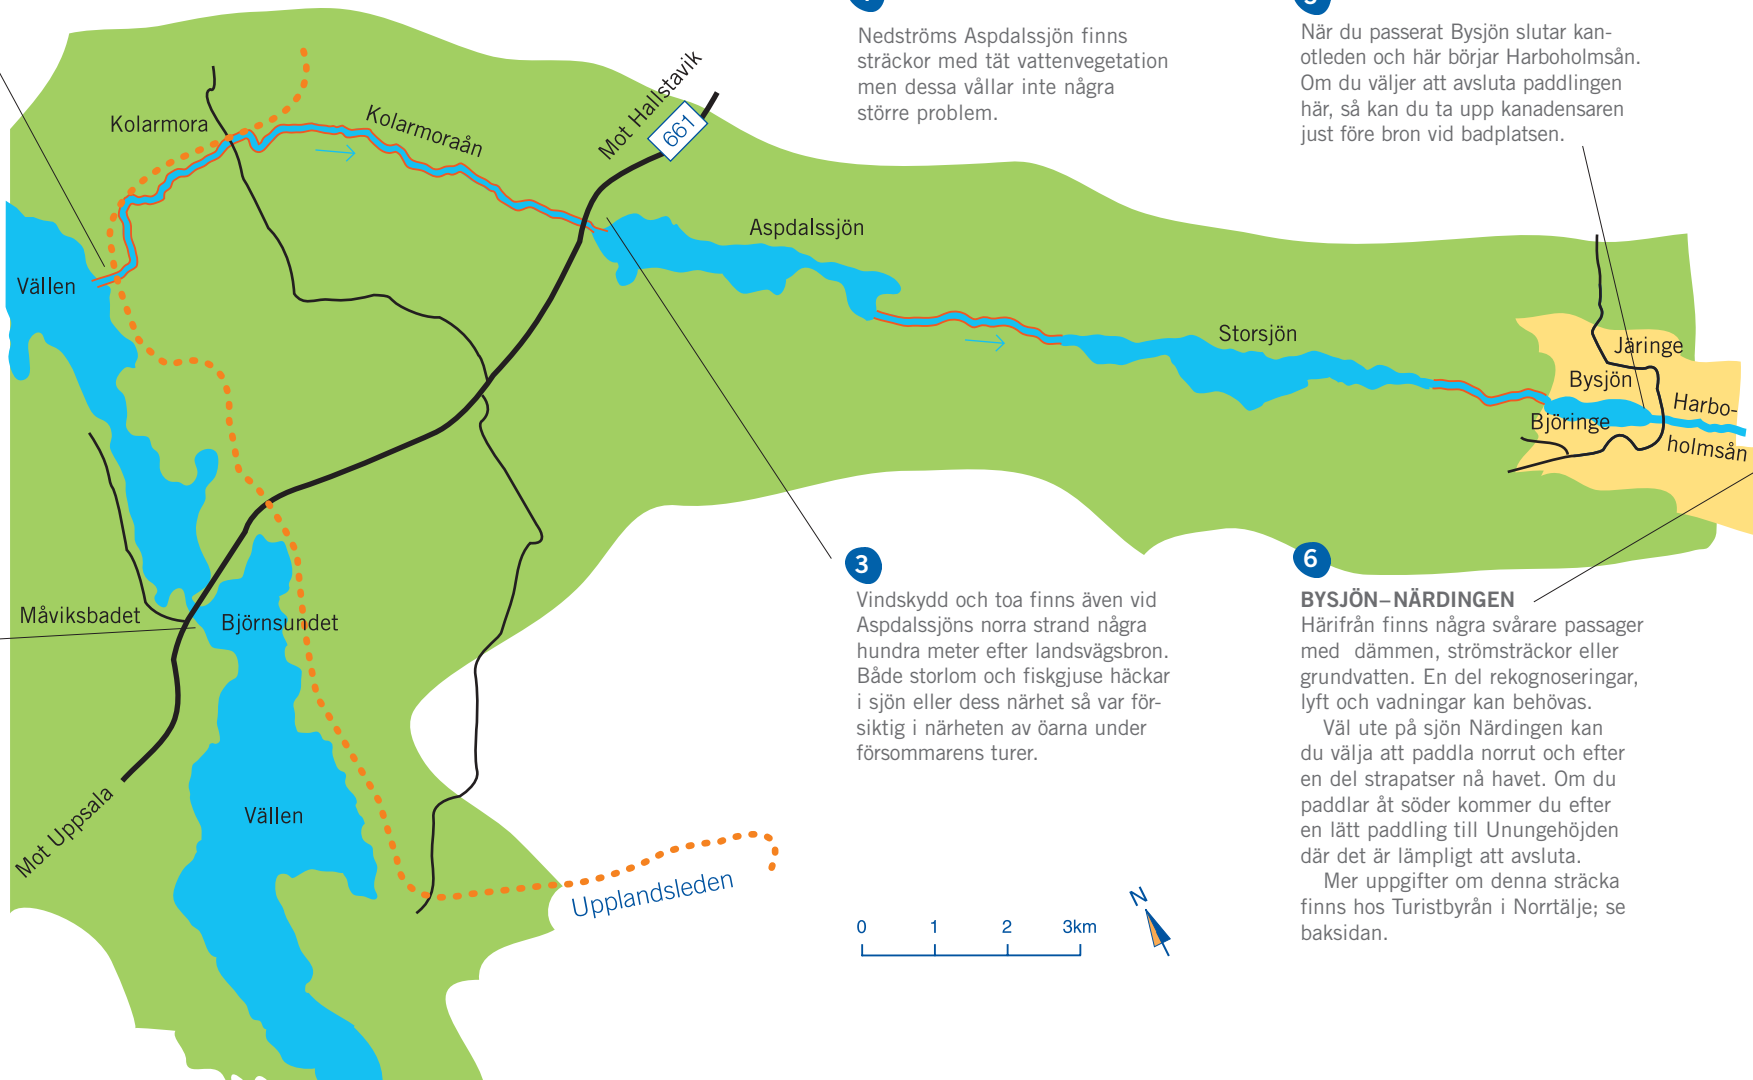 Nedströms Aspdalssjön finns
sträckor med tät vattenvegetation
men dessa vållar inte några
större problem.
När du passerat Bysjön slutar kan-
otleden och här börjar Harboholmsån.
Om du väljer att avsluta paddlingen
här, så kan du ta upp kanadensaren
just före bron vid badplatsen.
Mot Hallstavik
661
Kolarmora
Kolarmoraån
Aspdalssjön
Vällen
Storsjön
Järinge
Bysjön
Björinge
Harbo-
holmsån
Måviksbadet
Björnsundet
Vällen
Mot Uppsala
Upplandsleden
3
Vindskydd och toa finns även vid
Aspdalssjöns norra strand några
hundra meter efter landsvägsbron.
Både storlom och fiskgjuse häckar
i sjön eller dess närhet så var för-
siktig i närheten av öarna under
försommarens turer.
6
BYSJÖN–NÄRDINGEN
Härifrån finns några svårare passager
med dämmen, strömsträckor eller
grundvatten. En del rekognoseringar,
lyft och vadningar kan behövas.
Väl ute på sjön Närdingen kan
du välja att paddla norrut och efter
en del strapatser nå havet. Om du
paddlar åt söder kommer du efter
en lätt paddling till Unungehöjden
där det är lämpligt att avsluta.
Mer uppgifter om denna sträcka
finns hos Turistbyrån i Norrtälje; se
baksidan.
0 1 2 3km
N